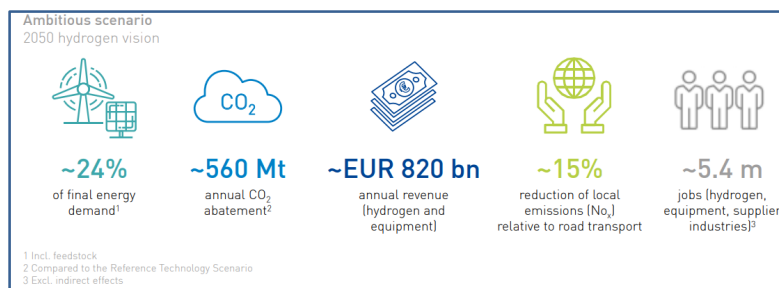 Ambitious scenario
2050 hydrogen vision
CO₂
€
~24%
of final energy
demand¹
~560 Mt
annual CO₂
abatement²
~EUR 820 bn
annual revenue
(hydrogen and
equipment)
~15%
reduction of local
emissions (Noₓ)
relative to road transport
~5.4 m
jobs (hydrogen,
equipment, supplier
industries)³
1 Incl. feedstock
2 Compared to the Reference Technology Scenario
3 Excl. indirect effects